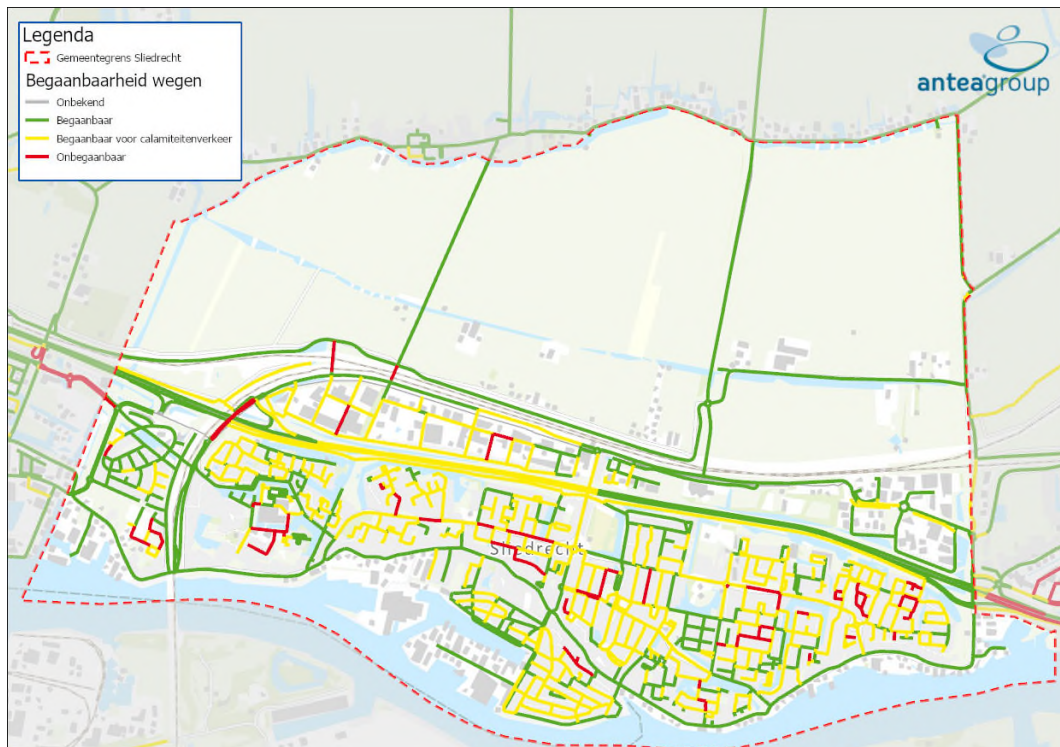 Legenda
Gemeentegrens Sliedrecht
Begaanbaarheid wegen
Onbekend
Begaanbaar
Begaanbaar voor calamiteitenverkeer
Onbegaanbaar
anteagroup
Sliedrecht